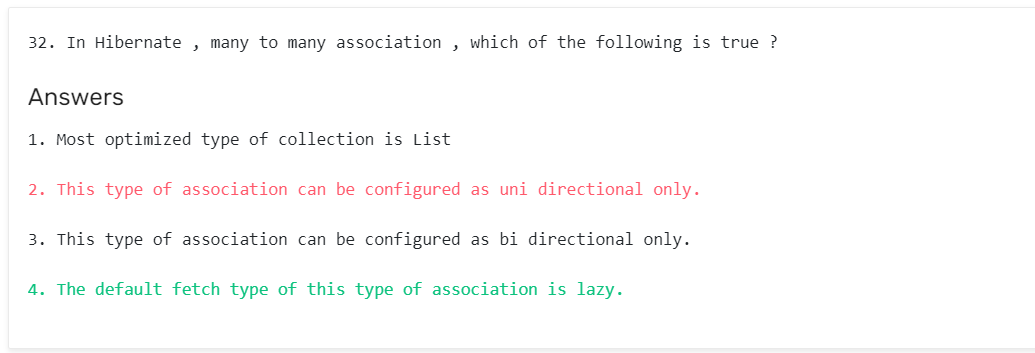 32. In Hibernate , many to many association , which of the following is true ?
Answers
1. Most optimized type of collection is List
2. This type of association can be configured as uni directional only.
3. This type of association can be configured as bi directional only.
4. The default fetch type of this type of association is lazy.